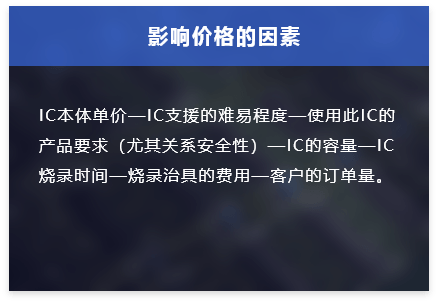 影响价格的因素
IC本体单价—IC支援的难易程度—使用此IC的
产品要求（尤其关系安全性）—IC的容量—IC
烧录时间—烧录治具的费用—客户的订单量。